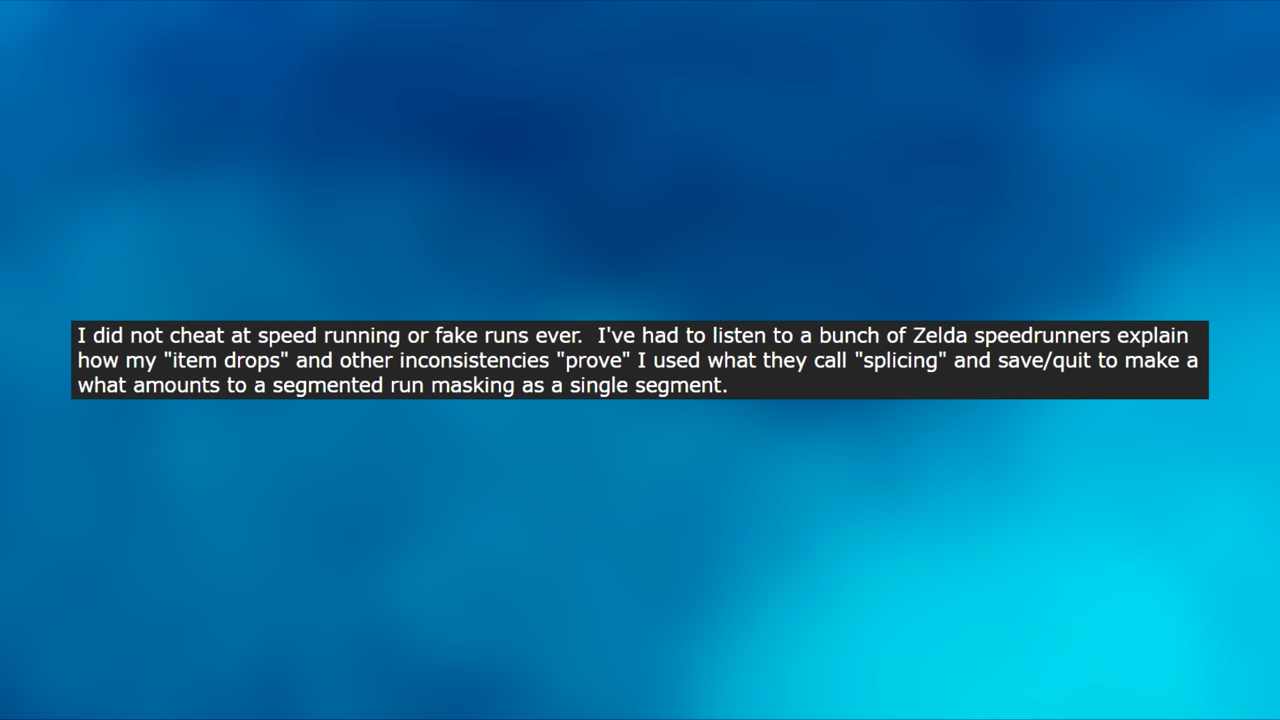 I did not cheat at speed running or fake runs ever.  I've had to listen to a bunch of Zelda speedrunners explain
how my "item drops" and other inconsistencies "prove" I used what they call "splicing" and save/quit to make a
what amounts to a segmented run masking as a single segment.